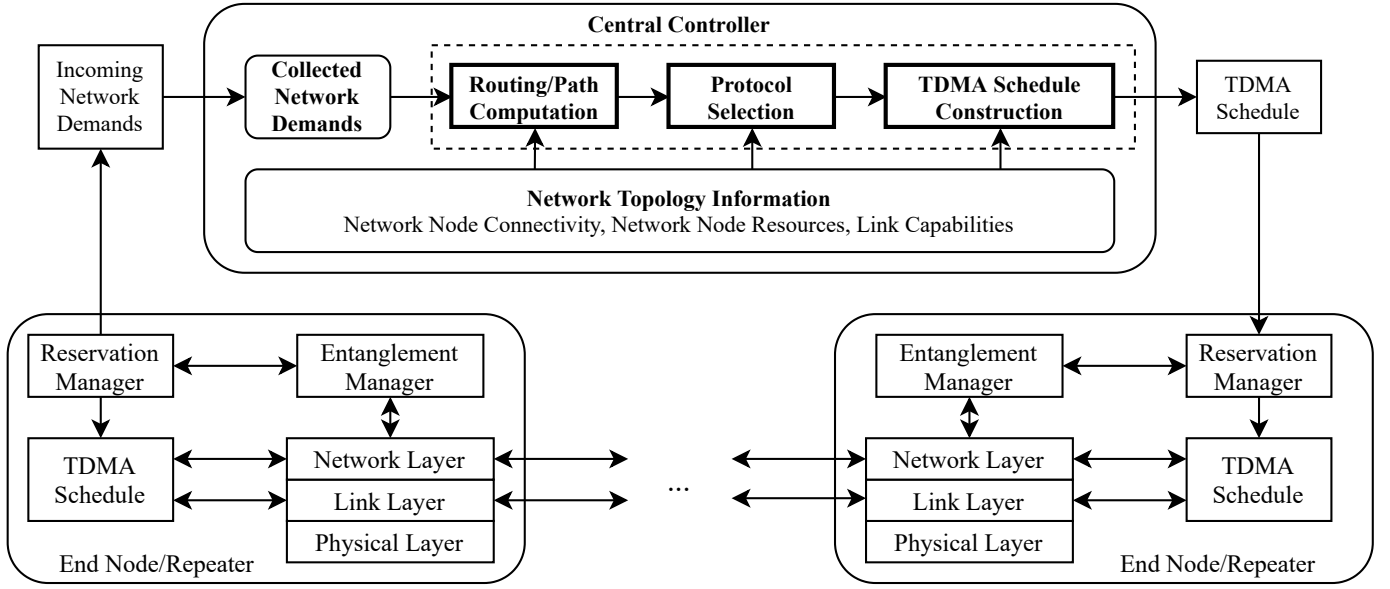 Central Controller
Incoming
Network
Demands
Collected
Network
Demands
Routing/Path
Computation
Protocol
Selection
TDMA Schedule
Construction
TDMA
Schedule
Network Topology Information
Network Node Connectivity, Network Node Resources, Link Capabilities
Reservation
Manager
Entanglement
Manager
TDMA
Schedule
Network Layer
Link Layer
Physical Layer
End Node/Repeater
...
Entanglement
Manager
Reservation
Manager
Network Layer
Link Layer
Physical Layer
TDMA
Schedule
End Node/Repeater